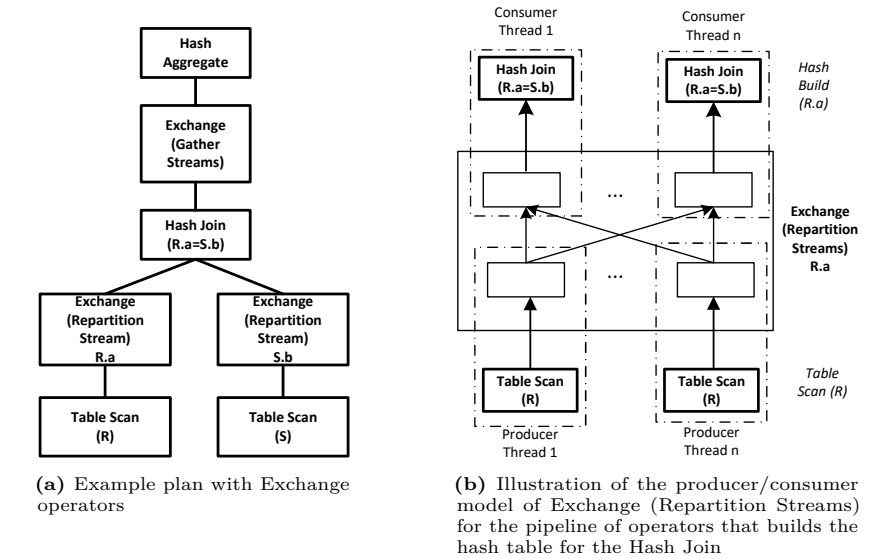 Hash
Aggregate
Exchange
(Gather
Streams)
Hash Join
(R.a=S.b)
Exchange
(Repartition
Stream)
R.a
Exchange
(Repartition
Stream)
S.b
Table Scan
(R)
Table Scan
(S)
(a) Example plan with Exchange
operators
Consumer
Thread 1
Consumer
Thread n
Hash Join
(R.a=S.b)
Hash Join
(R.a=S.b)
Hash
Build
(R.a)
...
Exchange
(Repartition
Streams)
R.a
...
Table Scan
(R)
Table Scan
(R)
Table
Scan (R)
Producer
Thread 1
Producer
Thread n
(b) Illustration of the producer/consumer
model of Exchange (Repartition Streams)
for the pipeline of operators that builds the
hash table for the Hash Join